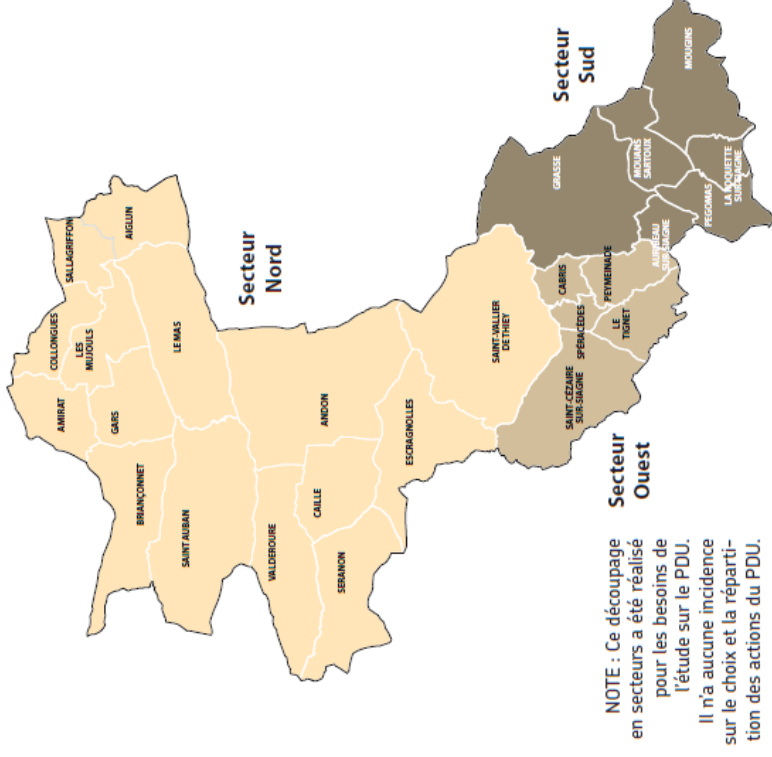 COLLONGUES
SALLAGRIFFON
AIGLUN
LES
MUJOULS
AMIRAT
GARS
LE MAS
BRIANÇONNET
SAINT AUBAN
Secteur
Nord
ANDON
VALDEROURE
CAILLE
SERANON
ESCRAGNOLLES
SAINT-VALLIER
DE THIEY
Secteur
Sud
GRASSE
MOUGINS
MOUANS
SARTOUX
LA ROQUETTE
SUR-SIAGNE
PEGOMAS
AURIBEAU
SUR-SIAGNE
CABRIS
PEYMEINADE
SPÉRACÈDES
LE
TIGNET
SAINT-CÉZAIRE
SUR-SIAGNE
Secteur
Ouest
NOTE : Ce découpage
en secteurs a été réalisé
pour les besoins de
l'étude sur le PDU.
Il n'a aucune incidence
sur le choix et la réparti-
tion des actions du PDU.